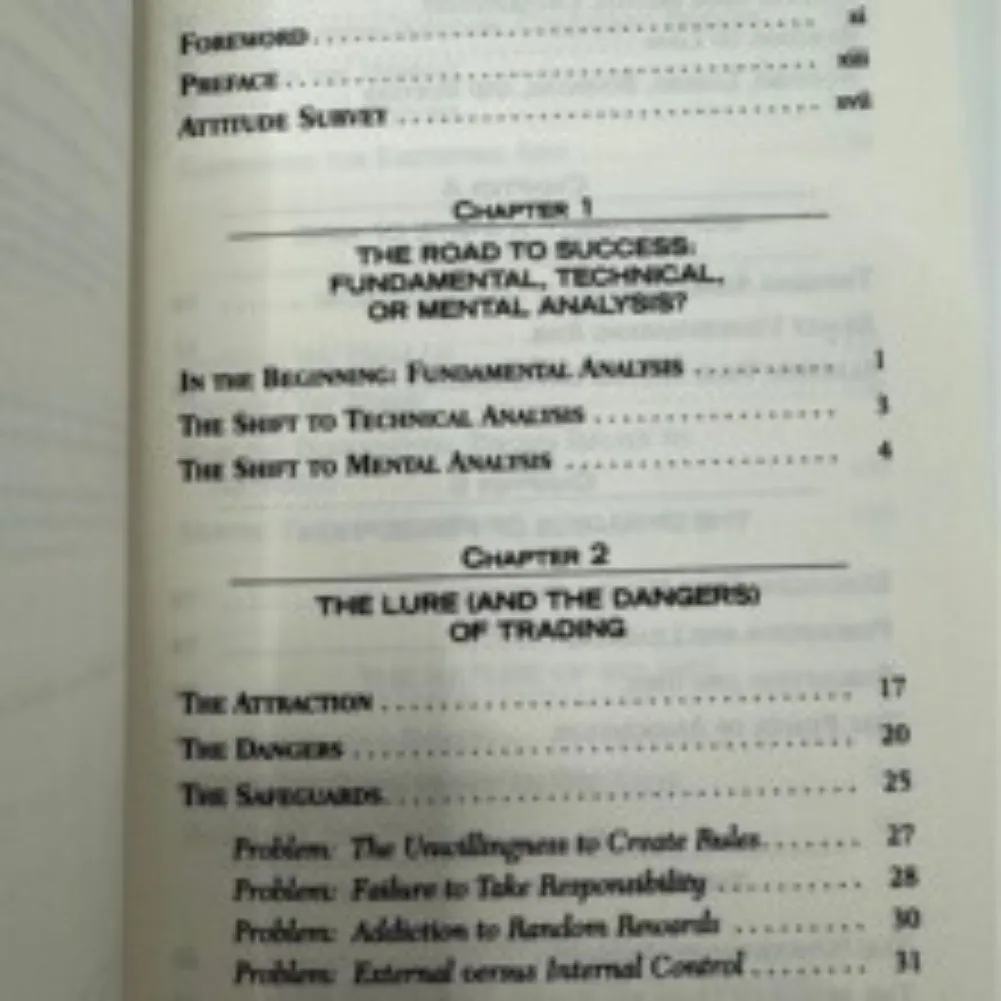 FOREWORD.......................................... xi
PREFACE............................................ xiii
ATTITUDE SURVEY ................................... xvii
CHAPTER 1
THE ROAD TO SUCCESS:
FUNDAMENTAL, TECHNICAL,
OR MENTAL ANALYSIS?
IN THE BEGINNING: FUNDAMENTAL ANALYSIS ........... 1
THE SHIFT TO TECHNICAL ANALYSIS .................. 3
THE SHIFT TO MENTAL ANALYSIS ..................... 4
CHAPTER 2
THE LURE (AND THE DANGERS)
OF TRADING
THE ATTRACTION ................................... 17
THE DANGERS ...................................... 20
THE SAFEGUARDS.................................... 25
Problem: The Unwillingness to Create Rules....... 27
Problem: Failure to Take Responsibility .......... 28
Problem: Addiction to Random Rewards ......... 30
Problem: External versus Internal Control........ 31